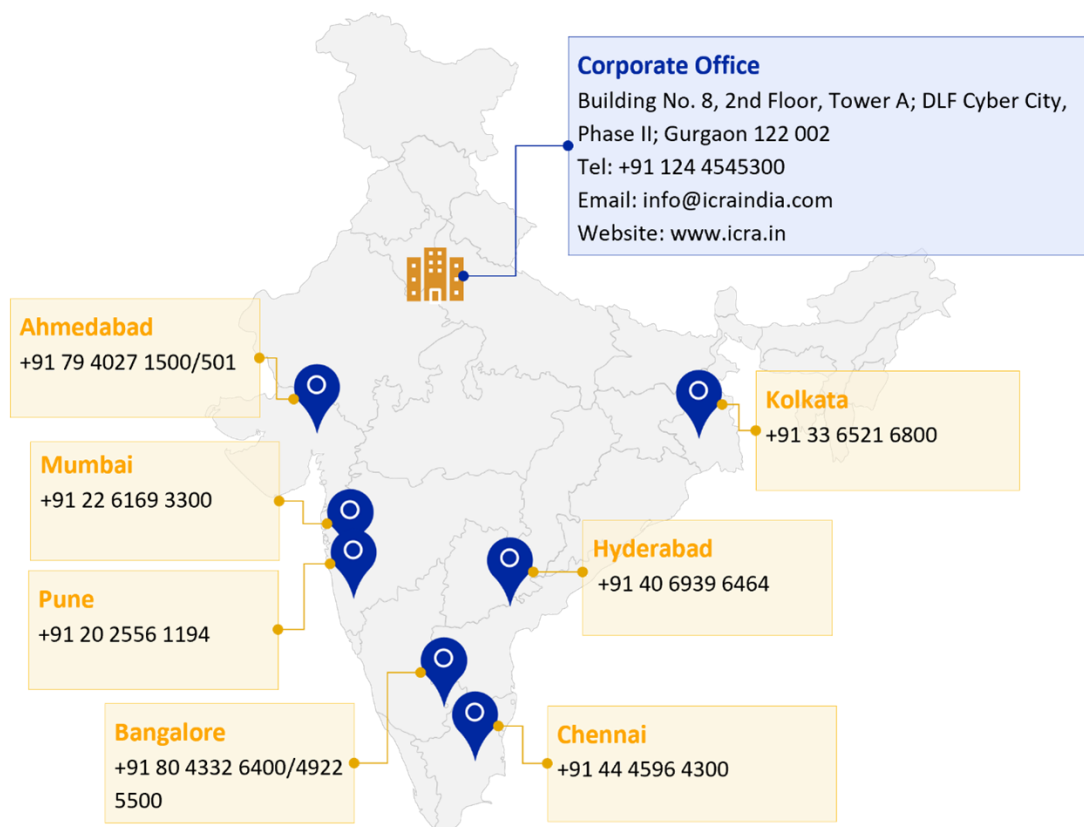 Corporate Office
Building No. 8, 2nd Floor, Tower A; DLF Cyber City,
Phase II; Gurgaon 122 002
Tel: +91 124 4545300
Email: info@icraindia.com
Website: www.icra.in
Ahmedabad
+91 79 4027 1500/501
Kolkata
+91 33 6521 6800
Mumbai
+91 22 6169 3300
Hyderabad
+91 40 6939 6464
Pune
+91 20 2556 1194
Bangalore
+91 80 4332 6400/4922
5500
Chennai
+91 44 4596 4300